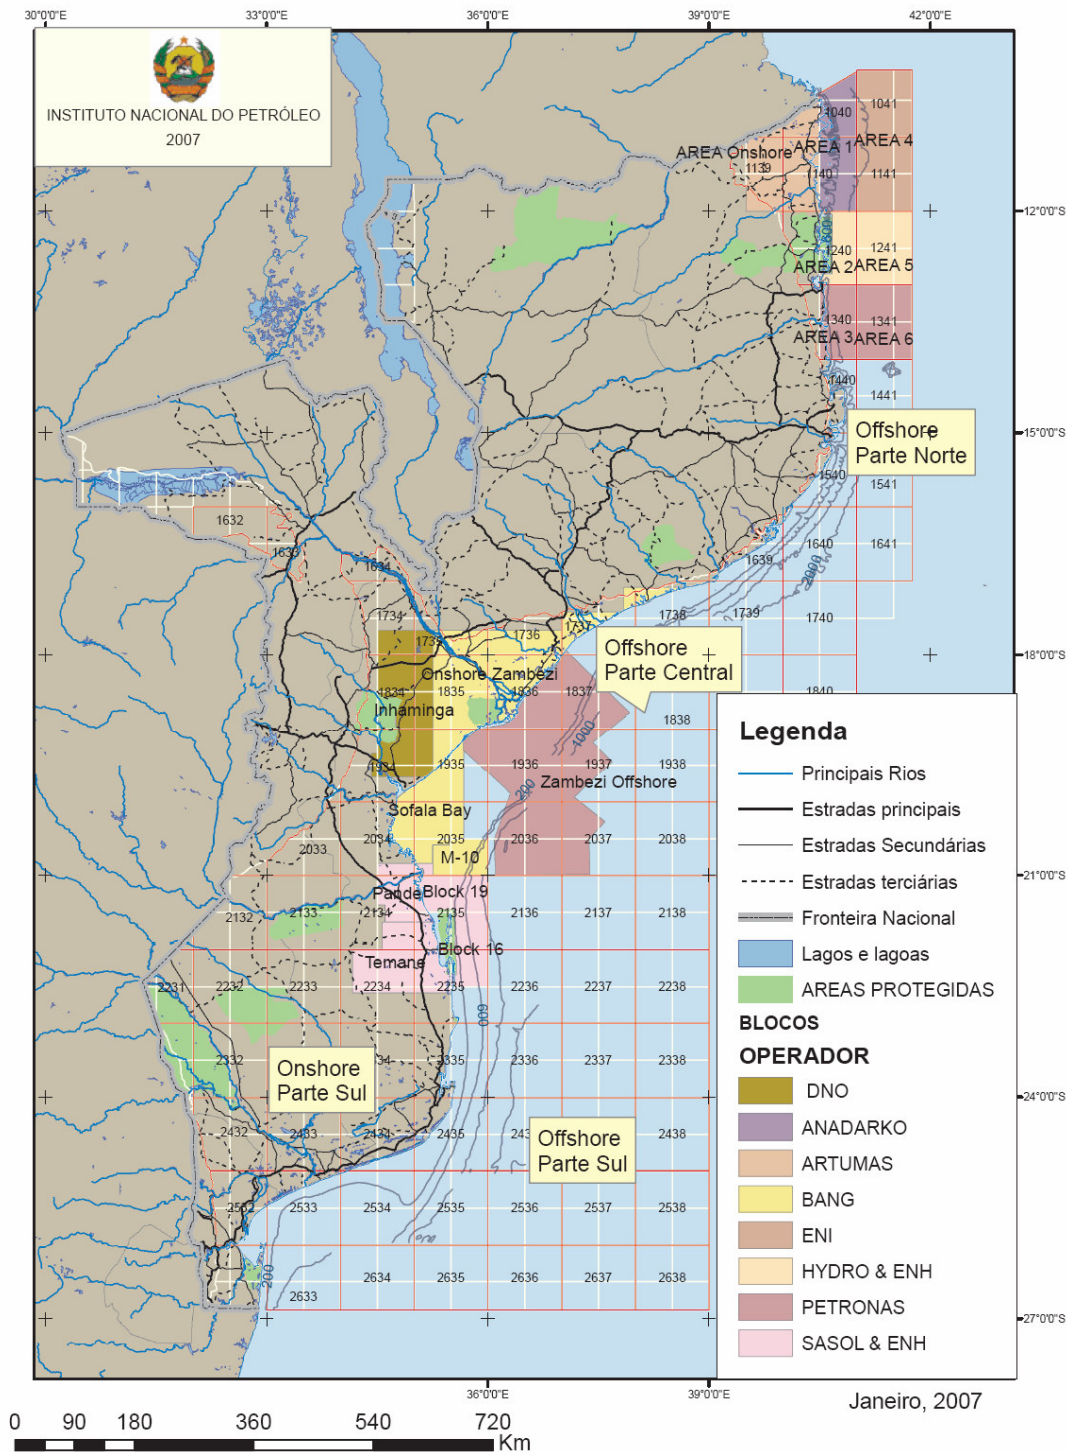 30°0'0"E 33°0'0"E 36°0'0"E 39°0'0"E 42°0'0"E
INSTITUTO NACIONAL DO PETRÓLEO
2007
1040
1041
AREA Onshore
AREA 1
AREA 4
1139
1140
1141
12°0'0"S
1240
1241
AREA 2
AREA 5
1340
1341
AREA 3
AREA 6
1440
1441
Offshore
Parte Norte
15°0'0"S
1540
1541
1632
1633
1640
1641
1634
1639
2000
1734
1735
1736
1737
1738
1739
1740
Offshore
Parte Central
18°0'0"S
Onshore Zambezi
1834
1835
1836
1837
1838
1840
Inhaminga
1000
1934
1935
1936
1937
1938
Zambezi Offshore
200
Sofala Bay
2033
2034
2035
2036
2037
2038
M-10
21°0'0"S
Pande
Block 19
2132
2133
2134
2135
2136
2137
2138
Block 16
Temane
2231
2232
2233
2234
2235
2236
2237
2238
600
2332
2335
2336
2337
2338
Onshore
Parte Sul
24°0'0"S
2432
2433
2434
2435
2438
Offshore
Parte Sul
2532
2533
2534
2535
2536
2537
2538
200
2633
2634
2635
2636
2637
2638
27°0'0"S
Legenda
Principais Rios
Estradas principais
Estradas Secundárias
Estradas terciárias
Fronteira Nacional
Lagos e lagoas
AREAS PROTEGIDAS
BLOCOS
OPERADOR
DNO
ANADARKO
ARTUMAS
BANG
ENI
HYDRO & ENH
PETRONAS
SASOL & ENH
36°0'0"E 39°0'0"E
Janeiro, 2007
0 90 180 360 540 720
Km